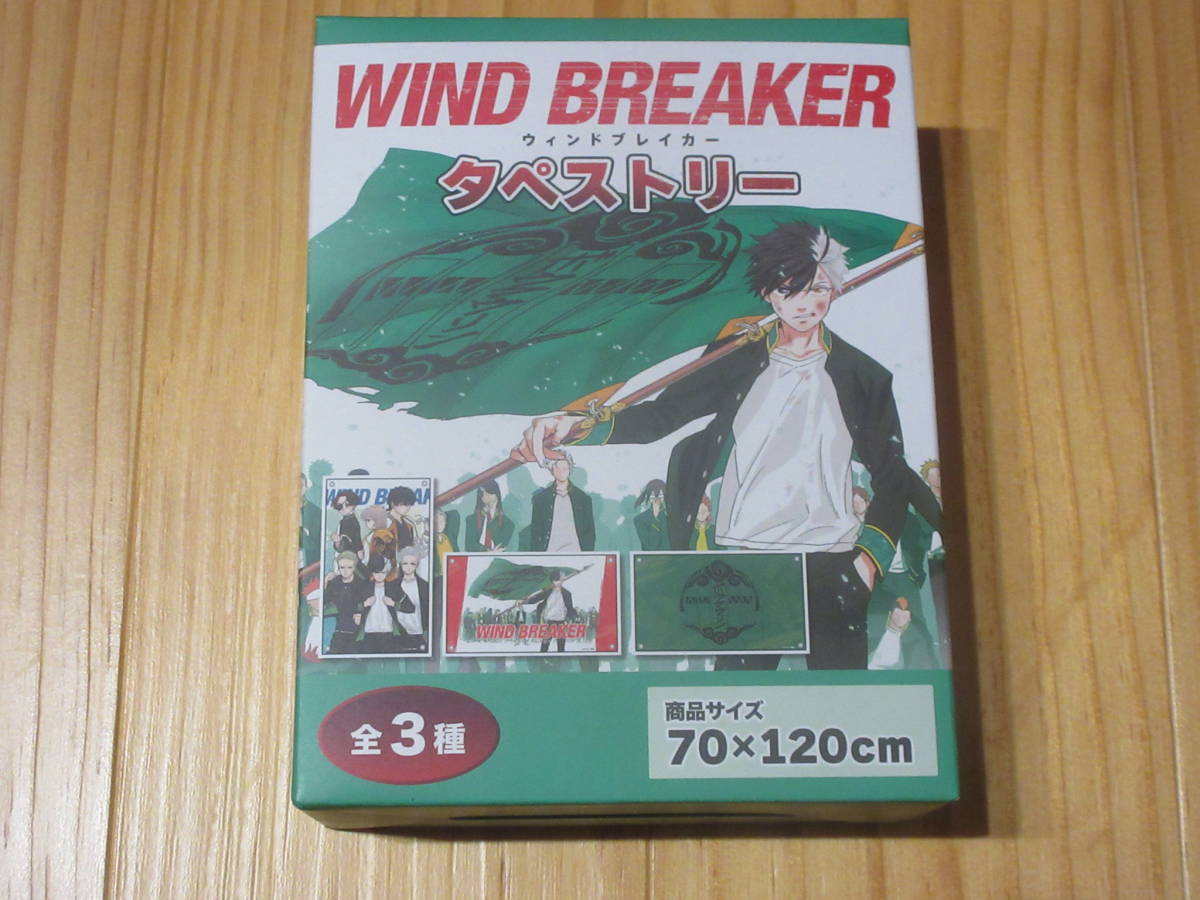 WIND BREAKER
ウィンドブレイカー
タペストリー
WIND BREAK
WIND BREAKER
全3種
商品サイズ
70×120cm